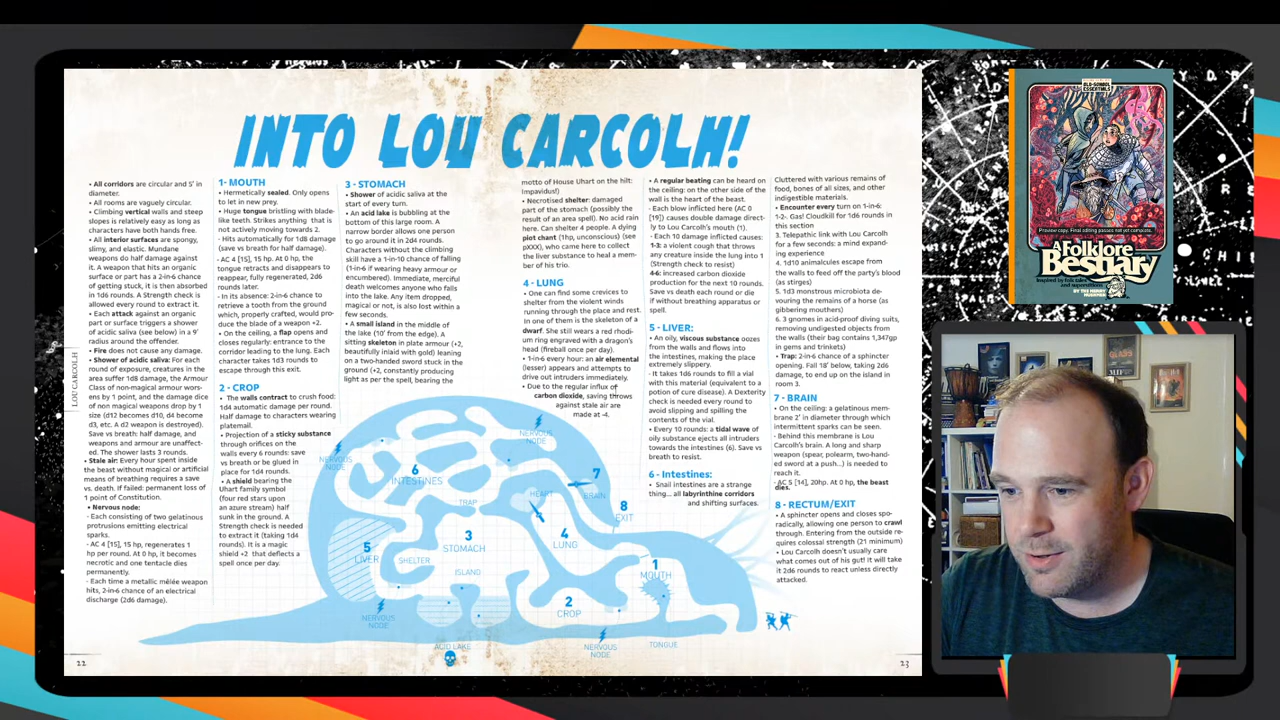 INTO LOU CARCOLH!
• All corridors are circular and 5' in
diameter.
• All rooms are vaguely circular.
• Climbing vertical walls and steep
slopes is relatively easy as long as
characters have both hands free.
• All interior surfaces are spongy,
slimy, and elastic. Mundane
weapons do half damage against
it. A weapon that hits an organic
surface or part has a 2-in-6 chance
of getting stuck, it is then absorbed
in 1d6 rounds. A Strength check is
allowed every round to extract it.
• Each attack against an organic
part or surface triggers a shower
of acidic saliva (see below) in a 9'
radius around the offender.
• Fire does not cause any damage.
• Shower of acidic saliva: For each
round of exposure, creatures in the
area suffer 1d8 damage, the Armour
Class of non-magical armour wors-
ens by 1 point, and the damage dice
of non magical weapons drop by 1
size (d12 becomes d10, d4 become
d3, etc. A d2 weapon is destroyed).
Save vs breath: half damage, and
weapons and armour are unaffect-
ed. The shower lasts 3 rounds.
• Stale air: Every hour spent inside
the beast without magical or artificial
means of breathing requires a save
vs. death. If failed: permanent loss of
1 point of Constitution.
• Nervous node:
- Each consisting of two gelatinous
protrusions emitting electrical
sparks.
- AC 4 [15], 15 hp, regenerates 1
hp per round. At 0 hp, it becomes
necrotic and one tentacle dies
permanently.
- Each time a metallic mêlée weapon
hits, 2-in-6 chance of an electrical
discharge (2d6 damage).
1- MOUTH
• Hermetically sealed. Only opens
to let in new prey.
• Huge tongue bristling with blade-
like teeth. Strikes anything that is
not actively moving towards 2.
- Hits automatically for 1d8 damage
(save vs breath for half damage).
- AC 4 [15], 15 hp. At 0 hp, the
tongue retracts and disappears to
reappear, fully regenerated, 2d6
rounds later.
- In its absence: 2-in-6 chance to
retrieve a tooth from the ground
which, properly crafted, would pro-
duce the blade of a weapon +2.
• On the ceiling, a flap opens and
closes regularly: entrance to the
corridor leading to the lung. Each
character takes 1d3 rounds to
escape through this exit.
2 - CROP
• The walls contract to crush food:
1d4 automatic damage per round.
Half damage to characters wearing
platemail.
• Projection of a sticky substance
through orifices on the
walls every 6 rounds: save
vs breath or be glued in
place for 1d4 rounds.
• A shield bearing the
Uhart family symbol
(four red stars upon
an azure stream) half
sunk in the ground. A
Strength check is needed
to extract it (taking 1d4
rounds). It is a magic
shield +2 that deflects a
spell once per day.
3 - STOMACH
• Shower of acidic saliva at the
start of every turn.
• An acid lake is bubbling at the
bottom of this large room. A
narrow border allows one person
to go around it in 2d4 rounds.
Characters without the climbing
skill have a 1-in-10 chance of falling
(1-in-6 if wearing heavy armour or
encumbered). Immediate, merciful
death welcomes anyone who falls
into the lake. Any item dropped,
magical or not, is also lost within a
few seconds.
• A small island in the middle of
the lake (10' from the edge). A
sitting skeleton in plate armour (+2,
beautifully inlaid with gold) leaning
on a two-handed sword stuck in the
ground (+2, constantly producing
light as per the spell, bearing the
motto of House Uhart on the hilt:
Impavidus!)
• Necrotised shelter: damaged
part of the stomach (possibly the
result of an area spell). No acid rain
here. Can shelter 4 people. A dying
piot chant (1hp, unconscious) (see
pXXX), who came here to collect
the liver substance to heal a mem-
ber of his trio.
4 - LUNG
• One can find some crevices to
shelter from the violent winds
running through the place and rest.
In one of them is the skeleton of a
dwarf. She still wears a red rhodi-
um ring engraved with a dragon's
head (fireball once per day).
• 1-in-6 every hour: an air elemental
(lesser) appears and attempts to
drive out intruders immediately.
• Due to the regular influx of
carbon dioxide, saving throws
against stale air are
made at -4.
• A regular beating can be heard on
the ceiling: on the other side of the
wall is the heart of the beast.
- Each blow inflicted here (AC 0
[19]) causes double damage direct-
ly to Lou Carcolh's mouth (1).
- Each 10 damage inflicted causes:
1-3: a violent cough that throws
any creature inside the lung into 1
(Strength check to resist)
4-6: increased carbon dioxide
production for the next 10 rounds.
Save vs death each round or die
if without breathing apparatus or
spell.
5 - LIVER:
• An oily, viscous substance oozes
from the walls and flows into
the intestines, making the place
extremely slippery.
- It takes 1d6 rounds to fill a vial
with this material (equivalent to a
potion of cure disease). A Dexterity
check is needed every round to
avoid slipping and spilling the
contents of the vial.
• Every 10 rounds: a tidal wave of
oily substance ejects all intruders
towards the intestines (6). Save vs
breath to resist.
6 - Intestines:
• Snail intestines are a strange
thing... all labyrinthine corridors
and shifting surfaces.
Cluttered with various remains of
food, bones of all sizes, and other
indigestible materials.
• Encounter every turn on 1-in-6:
1-2- Gas! Cloudkill for 1d6 rounds in
this section
3. Telepathic link with Lou Carcolh
for a few seconds: a mind expand-
ing experience
4. 1d10 animalcules escape from
the walls to feed off the party's blood
(as stirges)
5. 1d3 monstrous microbiota de-
vouring the remains of a horse (as
gibbering mouthers)
6. 3 gnomes in acid-proof diving suits,
removing undigested objects from
the walls (their bag contains 1,347gp
in gems and trinkets)
• Trap: 2-in-6 chance of a sphincter
opening. Fall 18' below, taking 2d6
damage, to end up on the island in
room 3.
7 - BRAIN
• On the ceiling: a gelatinous mem-
brane 2' in diameter through which
intermittent sparks can be seen.
- Behind this membrane is Lou
Carcolh's brain. A long and sharp
weapon (spear, polearm, two-hand-
ed sword at a push...) is needed to
reach it.
- AC 5 [14], 20hp. At 0 hp, the beast
dies.
8 - RECTUM/EXIT
• A sphincter opens and closes spo-
radically, allowing one person to crawl
through. Entering from the outside re-
quires colossal strength (21 minimum)
• Lou Carcolh doesn't usually care
what comes out of his gut! It will take
it 2d6 rounds to react unless directly
attacked.
NERVOUS
NODE
6
INTESTINES
TRAP
NERVOUS
NODE
HEART
7
BRAIN
8
EXIT
5
LIVER
SHELTER
3
STOMACH
ISLAND
4
LUNG
1
MOUTH
2
CROP
NERVOUS
NODE
ACID LAKE
NERVOUS
NODE
TONGUE
LOU CARCOLH
22
23
OLD-SCHOOL
ESSENTIALS
Preview copy. Final editing passes not yet complete.
A Folklore
Bestiary
BY THE MERRY
MUSHMEN